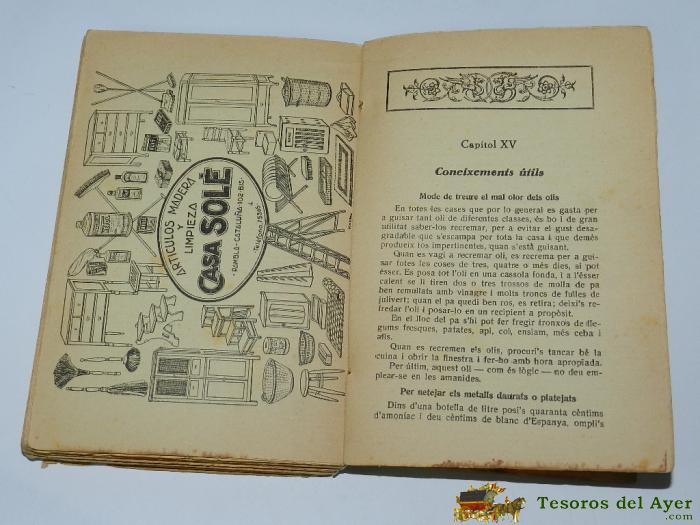 ARTICULOS MADERA
Y
LIMPIEZA
CASA SOLÉ
RAMBLA-CATALUÑA-102-BIS-
Capítol XV
Coneixements útils
Mode de treure el mal olor dels olis
En totes les cases que por lo general es gasta per
a guisar tant oli de diferentes classes, és bo i de gran
utilitat saber-los recremar, per a evitar el gust desa-
gradable que s'escampa per tota la casa i que demés
produeix tos impertinentes, quan s'està guisant.
Quan es vagi a recremar oli, es recrema per a gui-
sar totes les coses de tres, quatre o més dies, si pot
ésser. Es posa tot l'oli en una cassola fonda, i a l'ésser
calent se li tiren dos o tres trossos de molla de pa
ben remullats amb vinagre i molts troncs de fulles de
julivert; quan el pa quedi ben ros, es retira; deixi's re-
fredar l'oli i posar-lo en un recipient a propòsit.
En el lloc del pa s'hi pot fer fregir tronxos de lle-
gums fresques, patates, api, col, ensiam, més ceba i
alls.
Quan es recremen els olis, procuri's tancar bé la
cuina i obrir la finestra i fer-ho amb hora apropiada.
Per últim, aquest oli — com és lògic — no deu em-
plear-se en les amanides.
Per netejar els metalls daurats o platejats
Dins d'una botella de litre posi's quaranta cèntims
d'amoníac i deu cèntims de blanc d'Espanya, ompli's
Tesoros del Ayer
.com